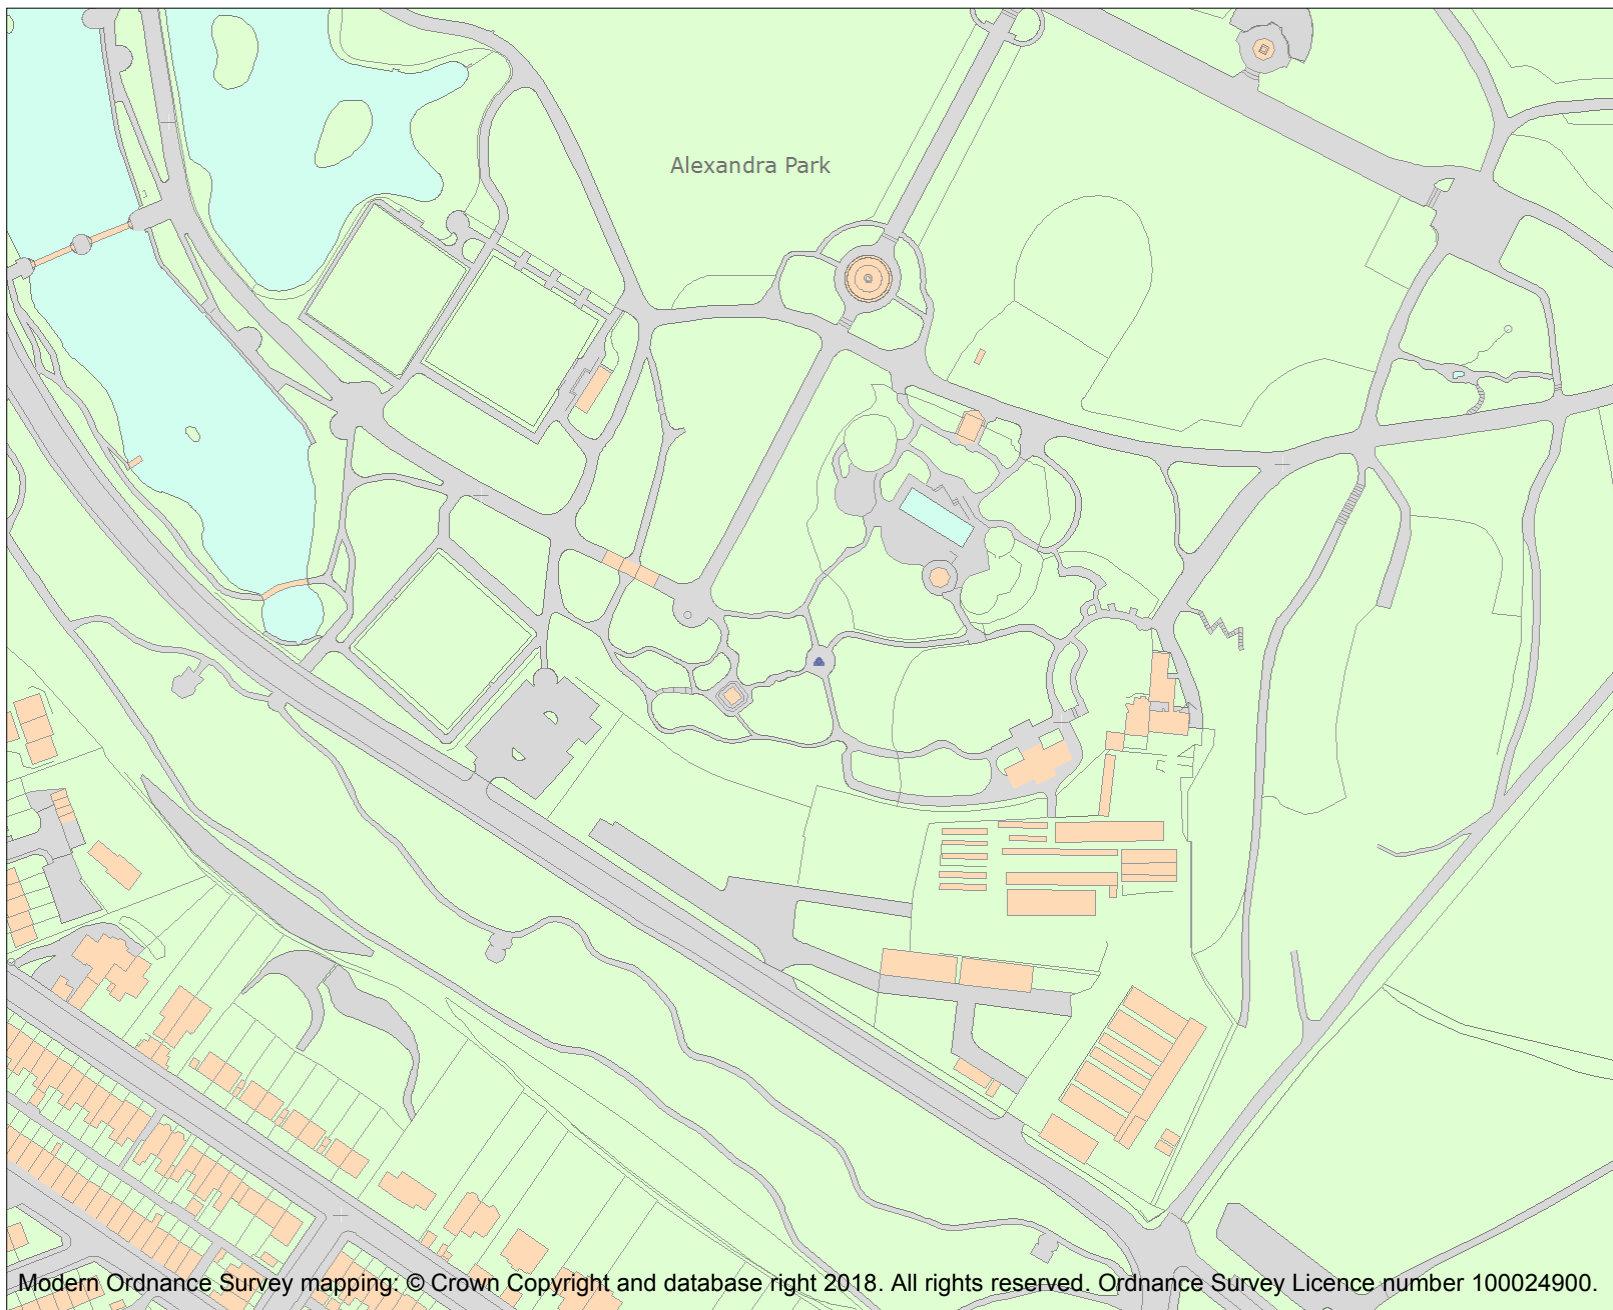 Alexandra Park
Modern Ordnance Survey mapping: © Crown Copyright and database right 2018. All rights reserved. Ordnance Survey Licence number 100024900.